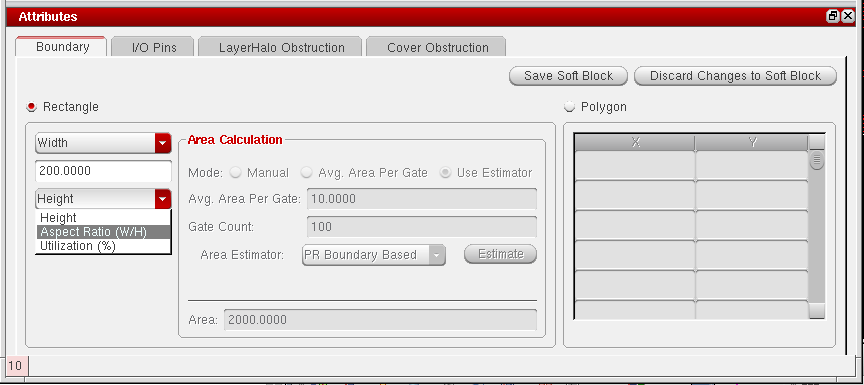 Attributes
Boundary I/O Pins LayerHalo Obstruction Cover Obstruction
Save Soft Block Discard Changes to Soft Block
Rectangle
Polygon
Width
200.0000
Height
Height
Aspect Ratio (W/H)
Utilization (%)
Area Calculation
Mode: Manual Avg. Area Per Gate Use Estimator
Avg. Area Per Gate: 10.0000
Gate Count: 100
Area Estimator: PR Boundary Based Estimate
Area: 2000.0000
X Y
10